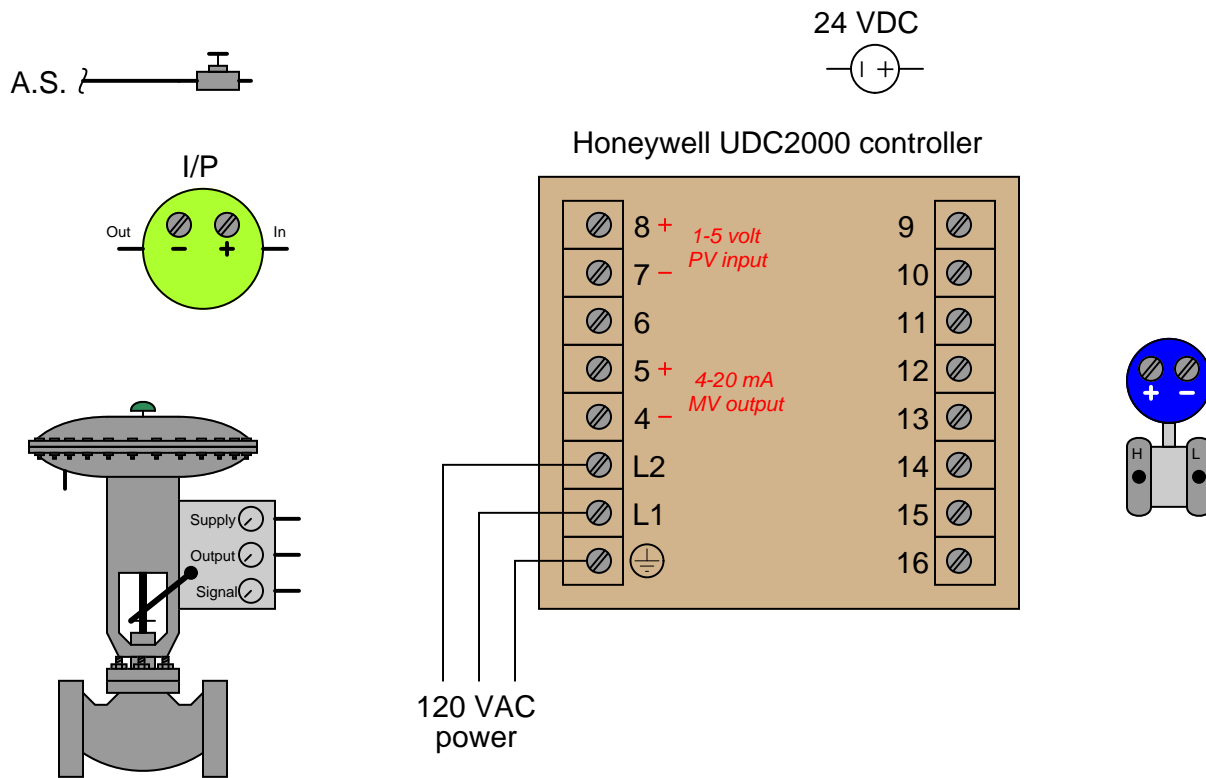 24 VDC
A.S.
− +
Honeywell UDC2000 controller
I/P
Out In
− +
8 + 1-5 volt 9
7 − PV input 10
6 11
5 + 4-20 mA 12
4 − MV output 13
L2 14
L1 15
16
+ −
H L
Supply
Output
Signal
120 VAC
power